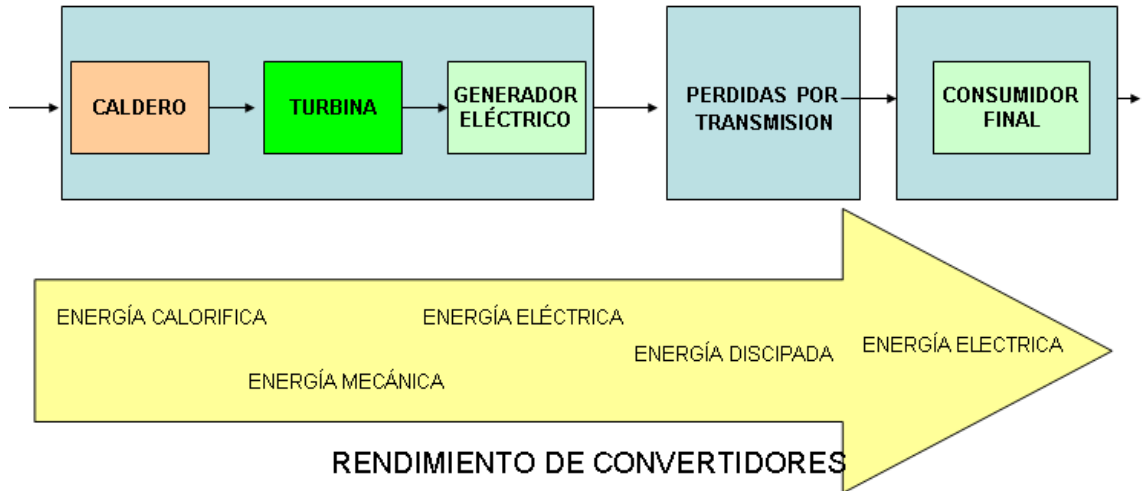 CALDERO
TURBINA
GENERADOR
ELÉCTRICO
PERDIDAS POR
TRANSMISION
CONSUMIDOR
FINAL
ENERGÍA CALORIFICA
ENERGÍA ELÉCTRICA
ENERGÍA DISCIPADA
ENERGÍA ELECTRICA
ENERGÍA MECÁNICA
RENDIMIENTO DE CONVERTIDORES